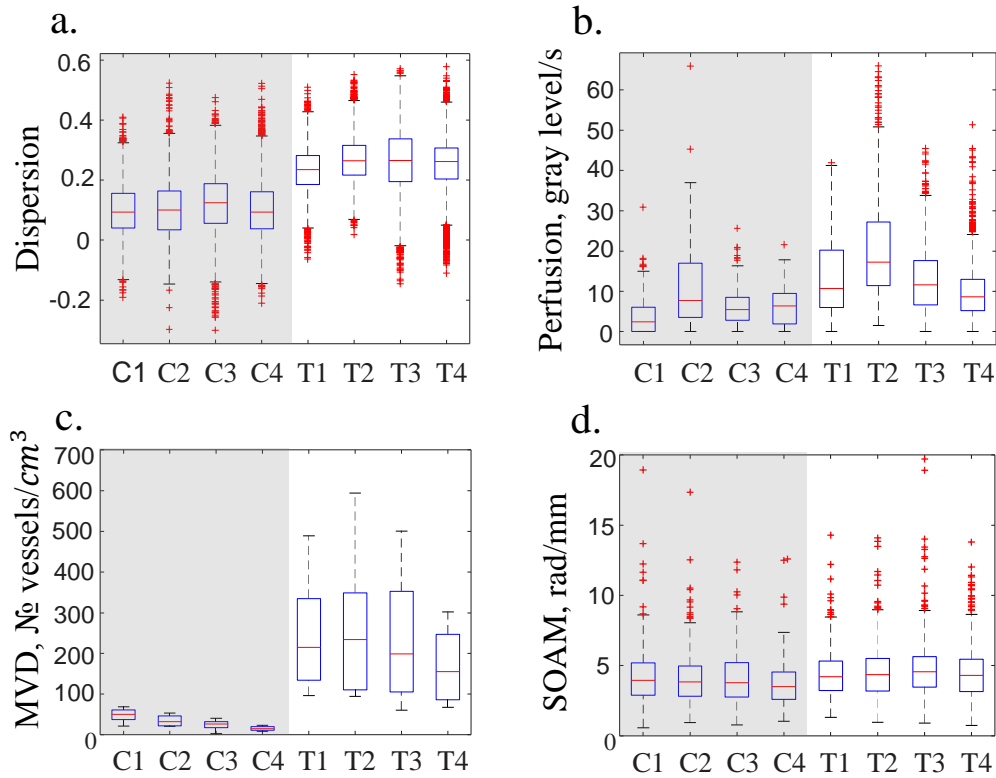 a.
Dispersion
0.6
0.4
0.2
0
-0.2
C1 C2 C3 C4 T1 T2 T3 T4
b.
Perfusion, gray level/s
60
50
40
30
20
10
0
C1 C2 C3 C4 T1 T2 T3 T4
c.
MVD, № vessels/cm³
700
600
500
400
300
200
100
0
C1 C2 C3 C4 T1 T2 T3 T4
d.
SOAM, rad/mm
20
15
10
5
0
C1 C2 C3 C4 T1 T2 T3 T4